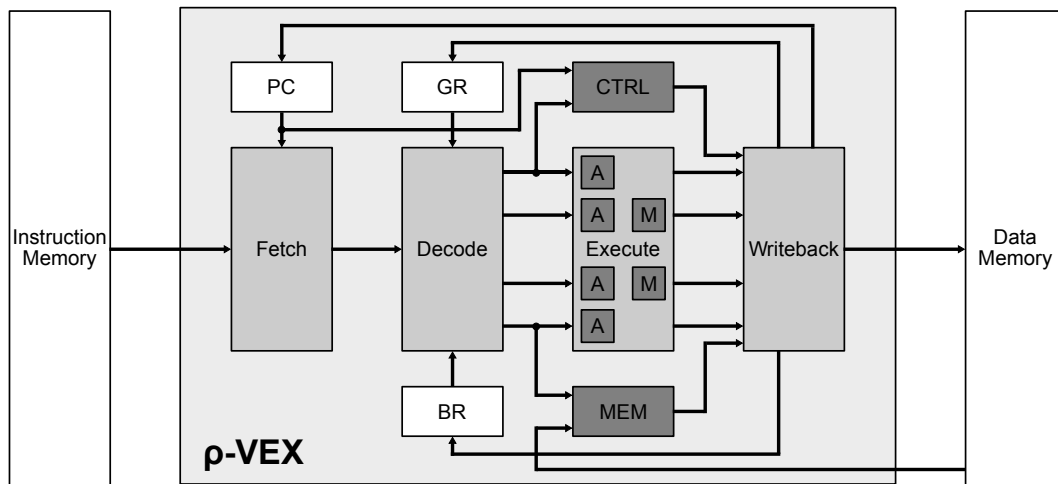 PC
GR
CTRL
A
A
M
Instruction
Memory
Fetch
Decode
Execute
Writeback
Data
Memory
A
M
A
BR
MEM
ρ-VEX